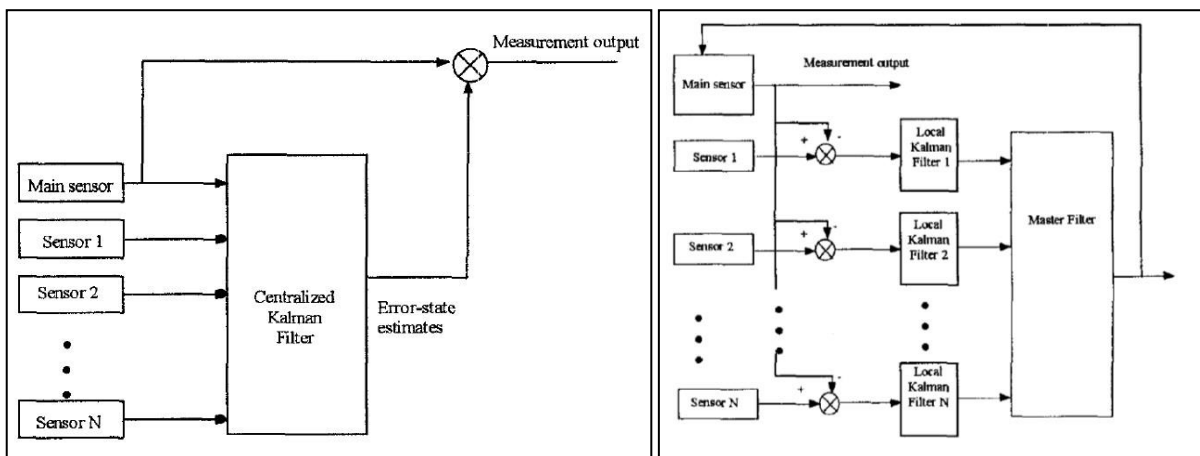 Measurement output
Main sensor
Sensor 1
Sensor 2
Sensor N
Centralized
Kalman
Filter
Error-state
estimates
Measurement output
Main sensor
Sensor 1
+
-
Local
Kalman
Filter 1
Master Filter
Sensor 2
+
-
Local
Kalman
Filter 2
Sensor N
+
-
Local
Kalman
Filter N